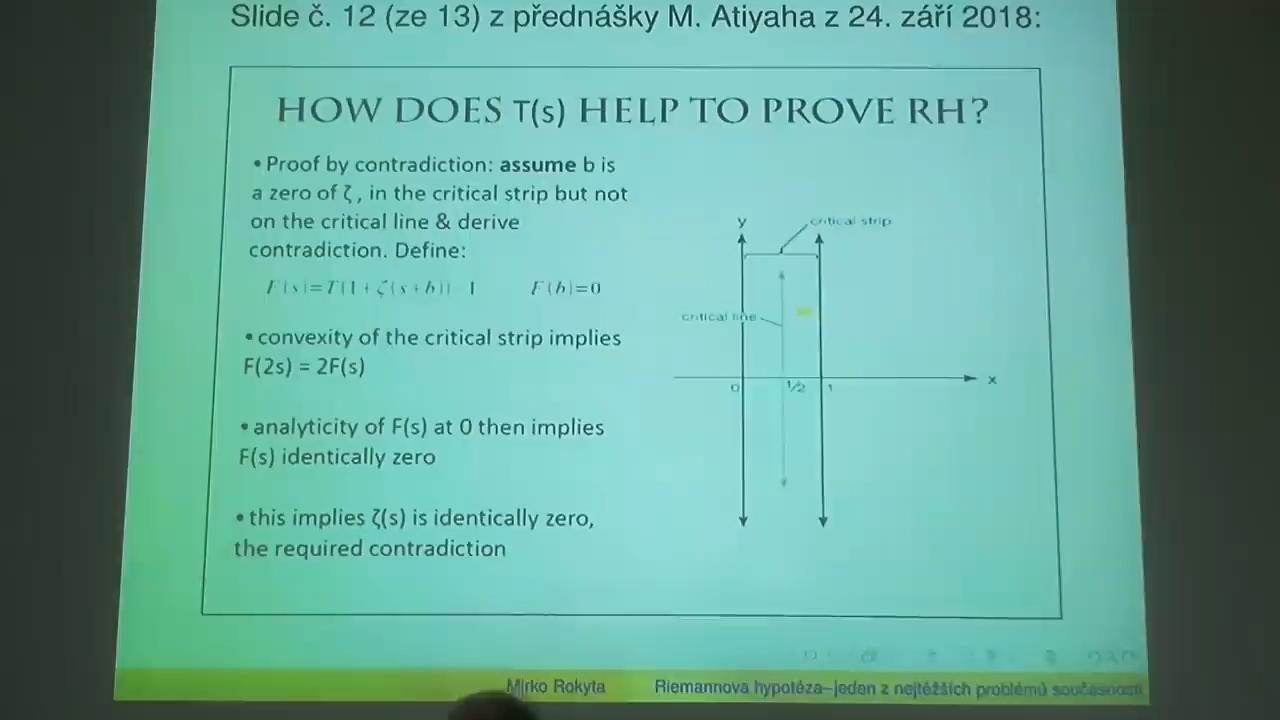 Slide č. 12 (ze 13) z přednášky M. Atiyaha z 24. září 2018:
HOW DOES T(s) HELP TO PROVE RH?
• Proof by contradiction: assume b is
a zero of ζ, in the critical strip but not
on the critical line & derive
contradiction. Define:
F(s)=T(1+ζ(s+b))-1 F(b)=0
• convexity of the critical strip implies
F(2s) = 2F(s)
• analyticity of F(s) at 0 then implies
F(s) identically zero
• this implies ζ(s) is identically zero,
the required contradiction
y
critical strip
critical line
0
1/2
1
x
Mirko Rokyta
Riemannova hypotéza–jeden z nejtěžších problémů současnosti